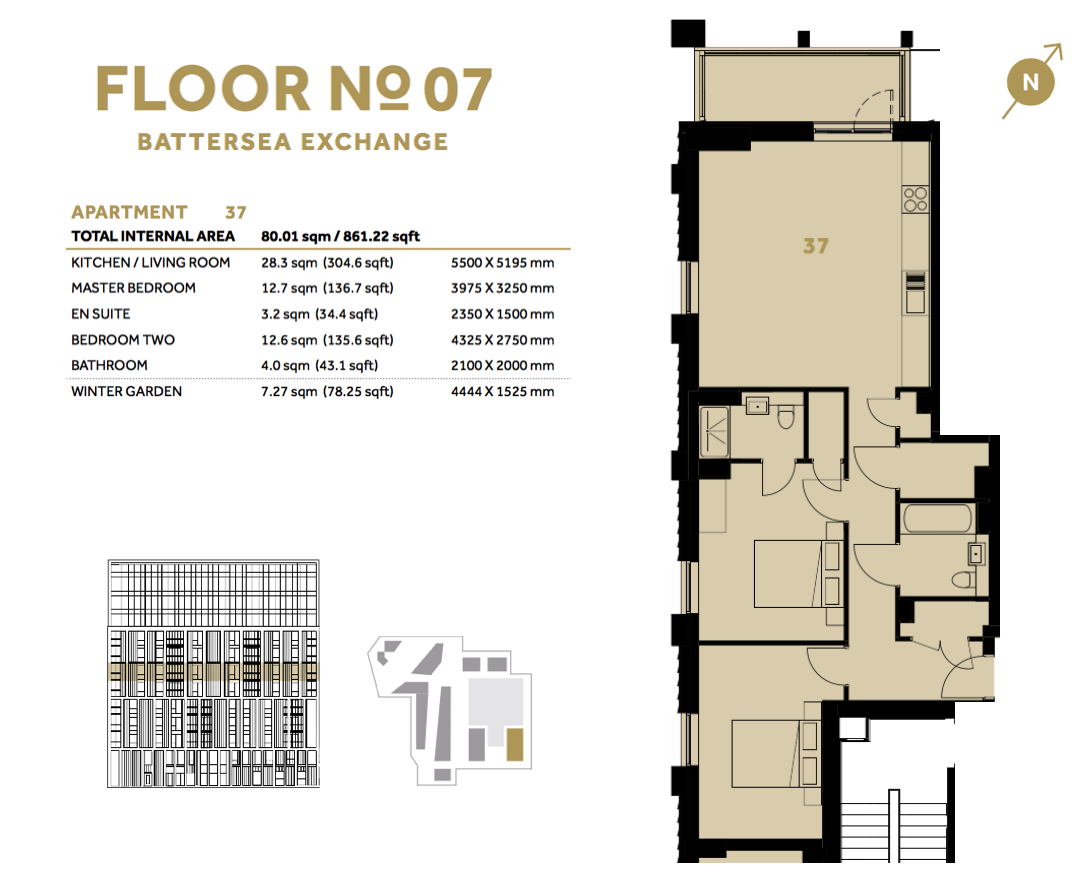 FLOOR Nº 07
BATTERSEA EXCHANGE
APARTMENT 37
TOTAL INTERNAL AREA 80.01 sqm / 861.22 sqft
KITCHEN / LIVING ROOM 28.3 sqm (304.6 sqft) 5500 X 5195 mm
MASTER BEDROOM 12.7 sqm (136.7 sqft) 3975 X 3250 mm
EN SUITE 3.2 sqm (34.4 sqft) 2350 X 1500 mm
BEDROOM TWO 12.6 sqm (135.6 sqft) 4325 X 2750 mm
BATHROOM 4.0 sqm (43.1 sqft) 2100 X 2000 mm
WINTER GARDEN 7.27 sqm (78.25 sqft) 4444 X 1525 mm
N
37